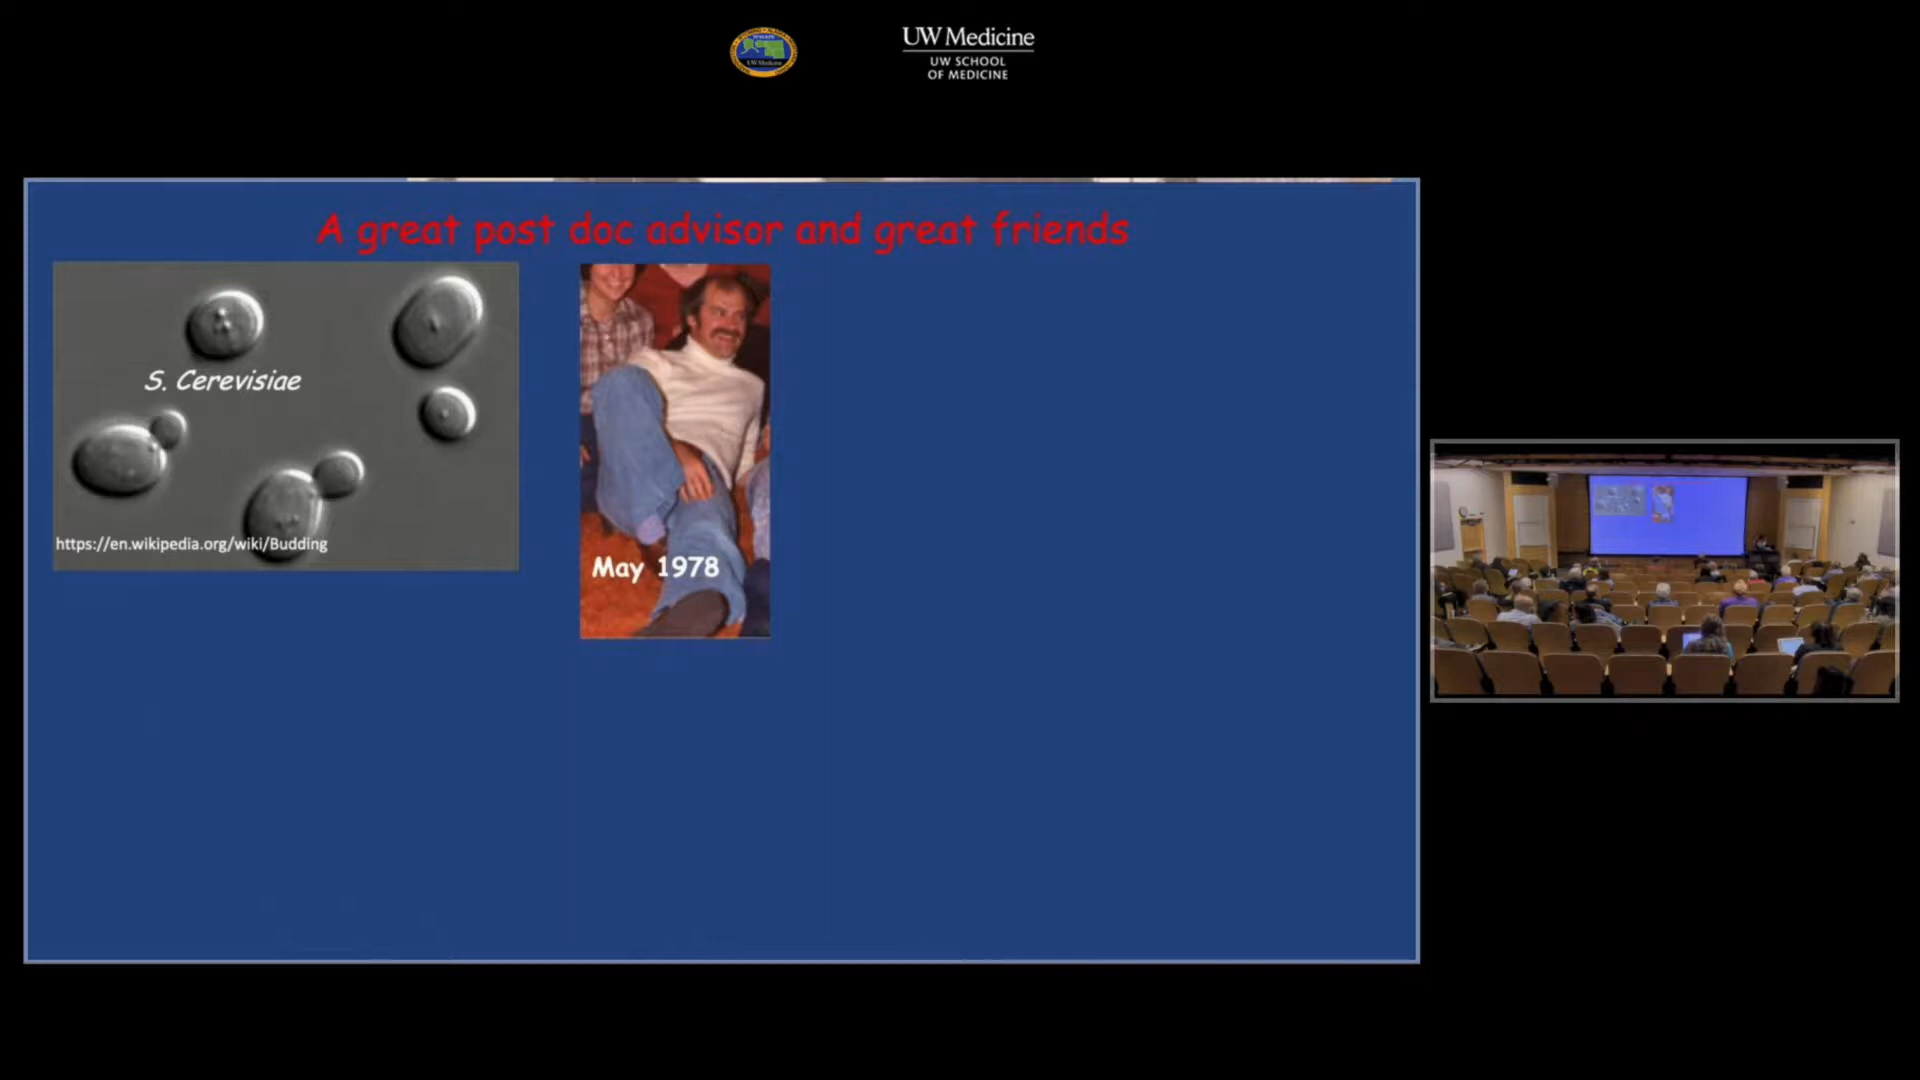 UW Medicine
UW SCHOOL
OF MEDICINE
A great post doc advisor and great friends
S. Cerevisiae
https://en.wikipedia.org/wiki/Budding
May 1978